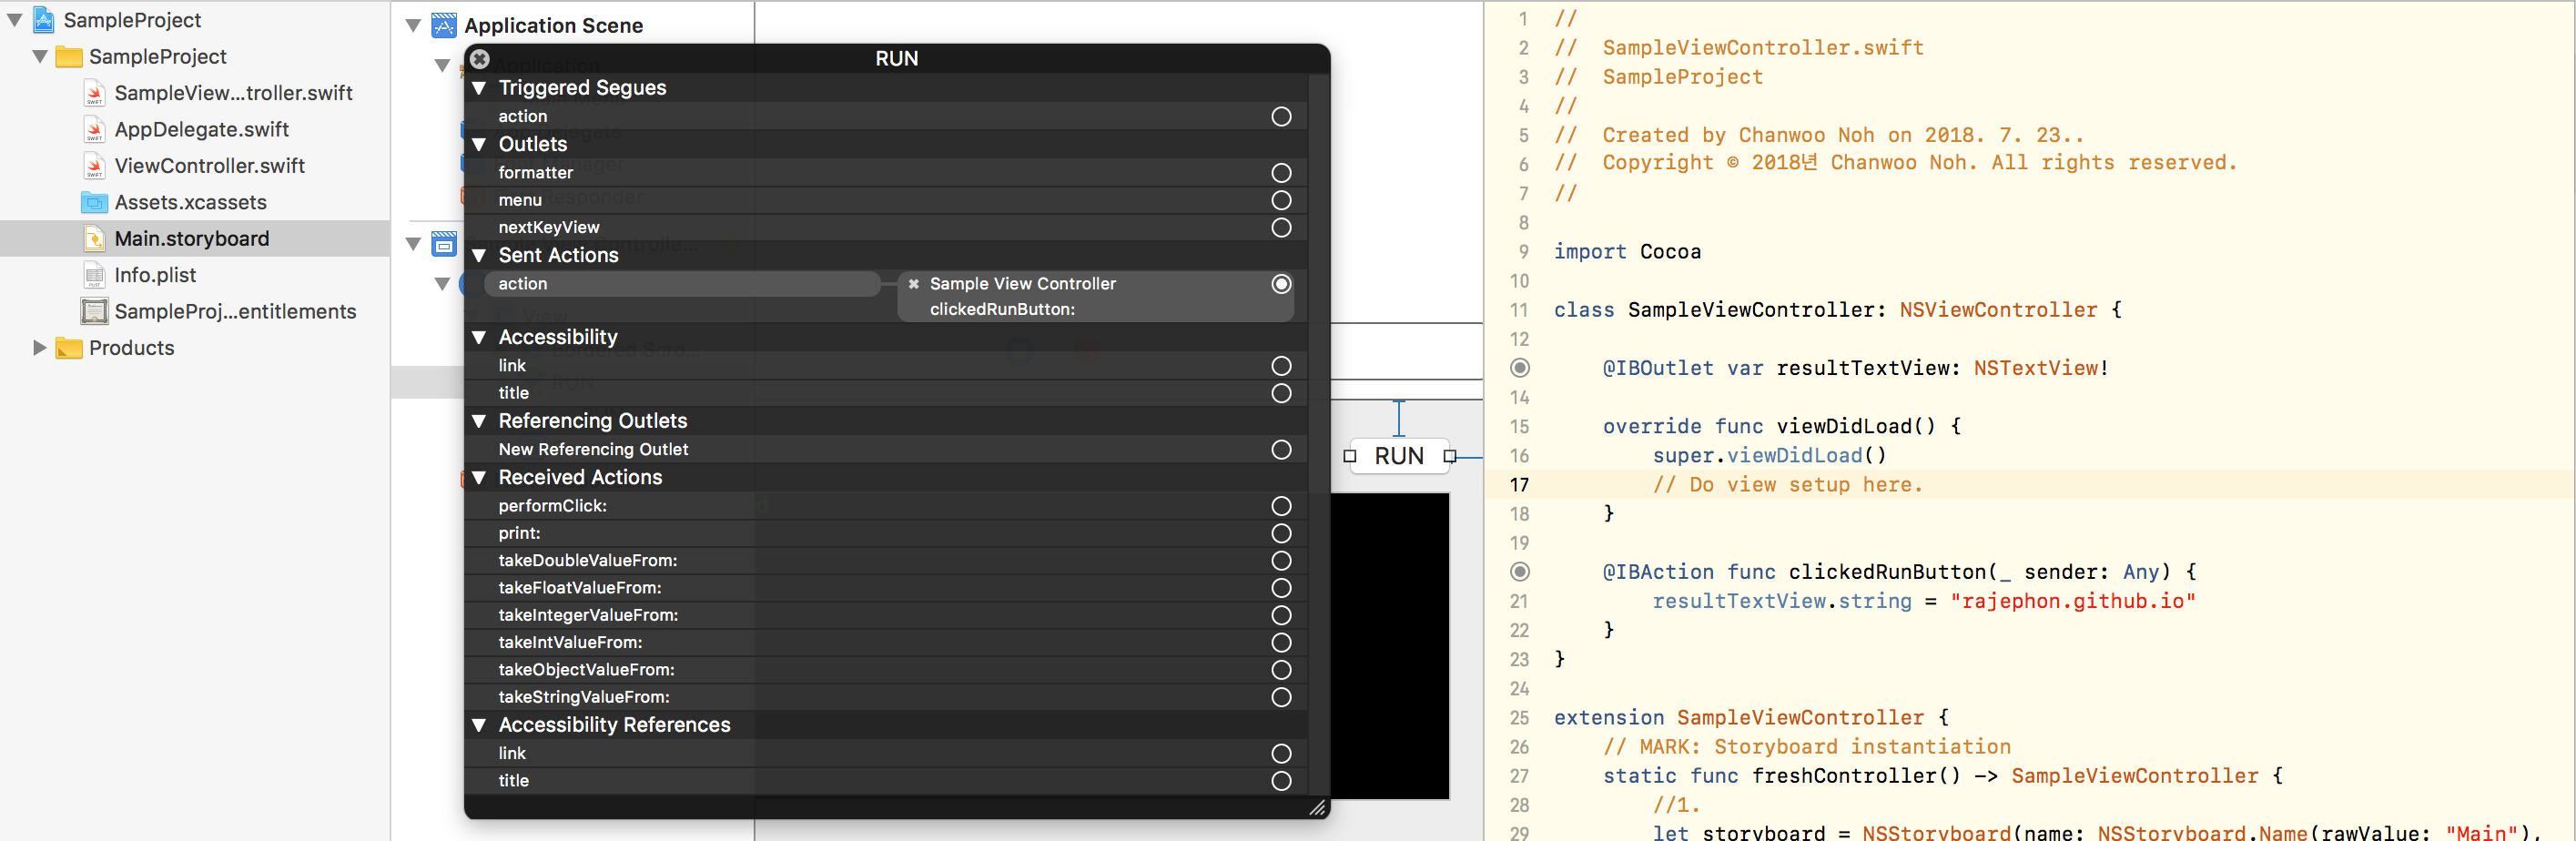 SampleProject
SampleProject
SampleView...troller.swift
AppDelegate.swift
ViewController.swift
Assets.xcassets
Main.storyboard
Info.plist
SampleProj...entitlements
Products
Application Scene
RUN
Triggered Segues
action
Outlets
formatter
menu
nextKeyView
Sent Actions
action
Sample View Controller
clickedRunButton:
Accessibility
link
title
Referencing Outlets
New Referencing Outlet
Received Actions
performClick:
print:
takeDoubleValueFrom:
takeFloatValueFrom:
takeIntegerValueFrom:
takeIntValueFrom:
takeObjectValueFrom:
takeStringValueFrom:
Accessibility References
link
title
RUN
1 //
2 //  SampleViewController.swift
3 //  SampleProject
4 //
5 //  Created by Chanwoo Noh on 2018. 7. 23..
6 //  Copyright © 2018년 Chanwoo Noh. All rights reserved.
7 //
8
9 import Cocoa
10
11 class SampleViewController: NSViewController {
12
@IBOutlet var resultTextView: NSTextView!
14
15 override func viewDidLoad() {
16 super.viewDidLoad()
17 // Do view setup here.
18 }
19
@IBAction func clickedRunButton(_ sender: Any) {
21 resultTextView.string = "rajephon.github.io"
22 }
23 }
24
25 extension SampleViewController {
26 // MARK: Storyboard instantiation
27 static func freshController() -> SampleViewController {
28 //1.
29 let storyboard = NSStoryboard(name: NSStoryboard.Name(rawValue: "Main"),